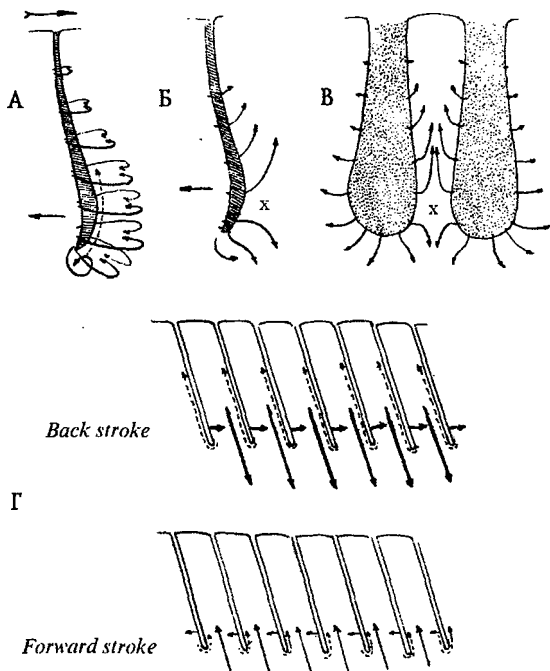 А Б В
x x
Back stroke
Г
Forward stroke